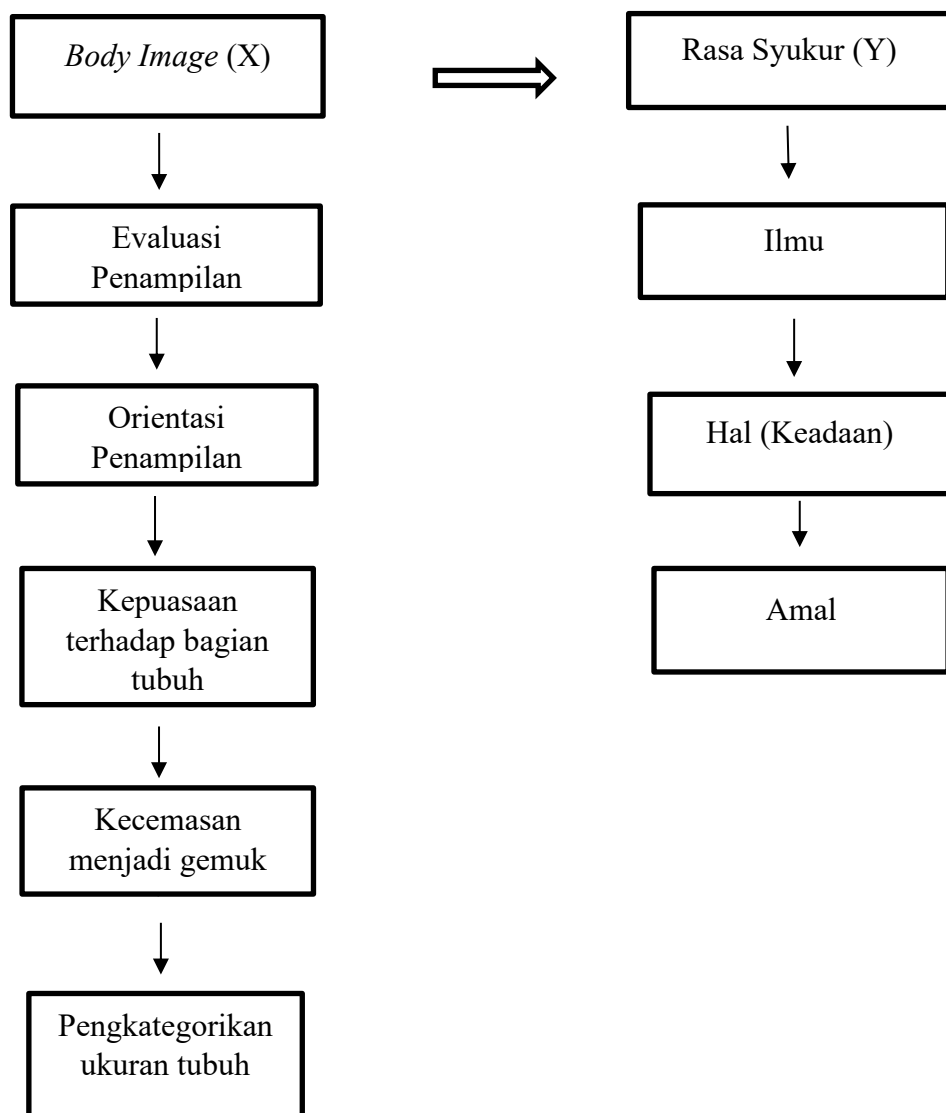 Body Image (X)
Rasa Syukur (Y)
Evaluasi
Penampilan
Ilmu
Orientasi
Penampilan
Hal (Keadaan)
Kepuasaan
terhadap bagian
tubuh
Amal
Kecemasan
menjadi gemuk
Pengkategorikan
ukuran tubuh